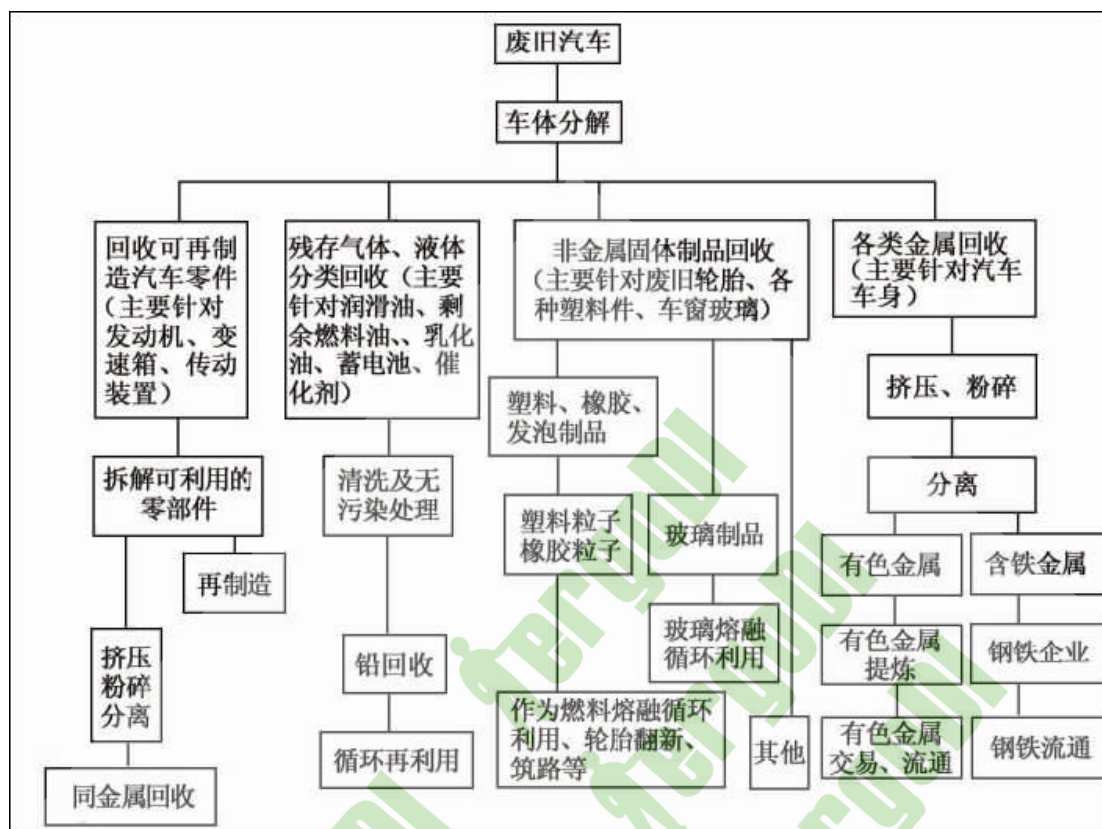 废旧汽车
车体分解
回收可再制
造汽车零件
(主要针对
发动机、变
速箱、传动
装置)
残存气体、液体
分类回收(主要
针对润滑油、剩
余燃料油、、乳化
油、蓄电池、催
化剂)
非金属固体制品回收
(主要针对废旧轮胎、各
种塑料件、车窗玻璃)
各类金属回收
(主要针对汽车
车身)
拆解可利用的
零部件
再制造
挤压
粉碎
分离
同金属回收
清洗及无
污染处理
铅回收
循环再利用
塑料、橡胶、
发泡制品
塑料粒子
橡胶粒子
作为燃料熔融循环
利用、轮胎翻新、
筑路等
玻璃制品
玻璃熔融
循环利用
其他
挤压、粉碎
分离
有色金属
有色金属
提炼
有色金属
交易、流通
含铁金属
钢铁企业
钢铁流通